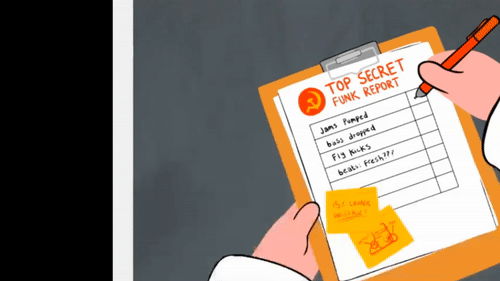 TOP SECRET
FUNK REPORT
Jams Pumped
bass dropped
Fly Kicks
beats: Fresh??